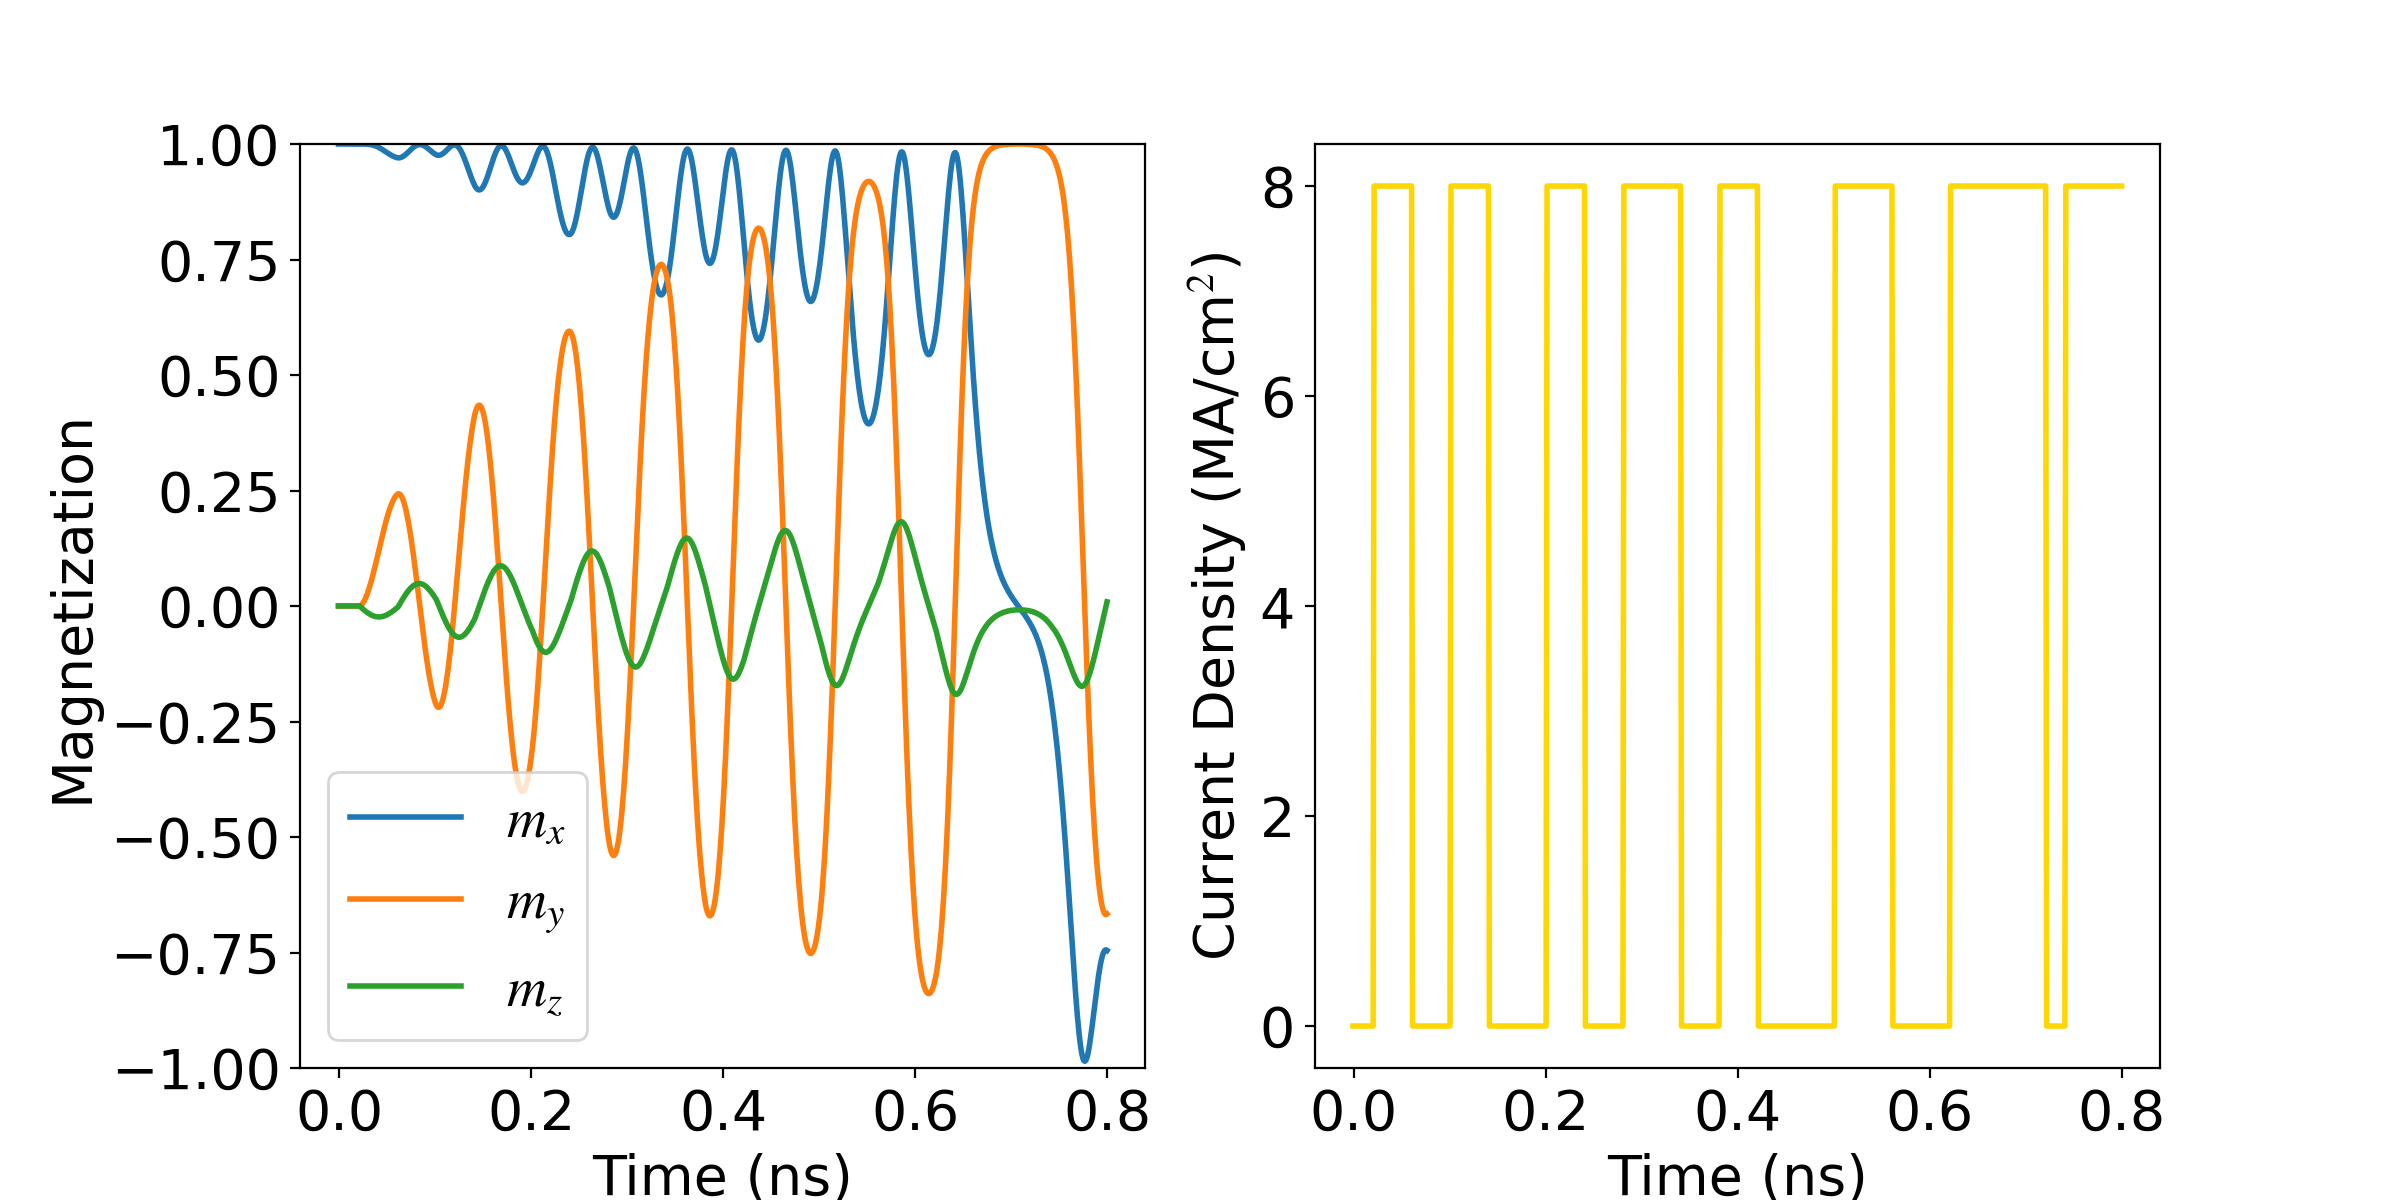 1.00
0.75
0.50
0.25
0.00
−0.25
−0.50
−0.75
−1.00
Magnetization
m_x
m_y
m_z
0.0 0.2 0.4 0.6 0.8
Time (ns)
8
6
4
2
0
Current Density (MA/cm²)
0.0 0.2 0.4 0.6 0.8
Time (ns)